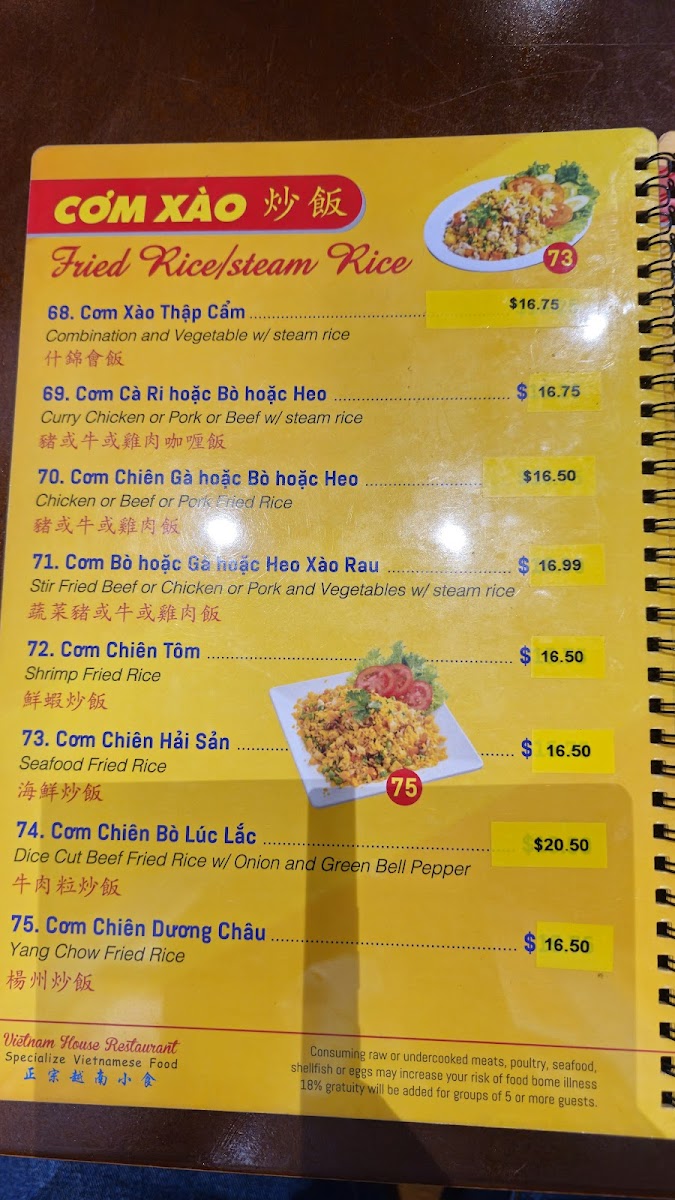 CƠM XÀO 炒飯
Fried Rice/steam Rice
73
68. Cơm Xào Thập Cẩm ........ $16.75
Combination and Vegetable w/ steam rice
什錦會飯
69. Cơm Cà Ri hoặc Bò hoặc Heo ........ $ 16.75
Curry Chicken or Pork or Beef w/ steam rice
豬或牛或雞肉咖喱飯
70. Cơm Chiên Gà hoặc Bò hoặc Heo ........ $16.50
Chicken or Beef or Pork Fried Rice
豬或牛或雞肉飯
71. Cơm Bò hoặc Gà hoặc Heo Xào Rau ........ $ 16.99
Stir Fried Beef or Chicken or Pork and Vegetables w/ steam rice
蔬菜豬或牛或雞肉飯
72. Cơm Chiên Tôm ........ $ 16.50
Shrimp Fried Rice
鮮蝦炒飯
73. Cơm Chiên Hải Sản ........ $ 16.50
Seafood Fried Rice
海鮮炒飯
75
74. Cơm Chiên Bò Lúc Lắc ........ $20.50
Dice Cut Beef Fried Rice w/ Onion and Green Bell Pepper
牛肉粒炒飯
75. Cơm Chiên Dương Châu ........ $ 16.50
Yang Chow Fried Rice
楊州炒飯
Vietnam House Restaurant
Specialize Vietnamese Food
正宗越南小食
Consuming raw or undercooked meats, poultry, seafood,
shellfish or eggs may increase your risk of food borne illness
18% gratuity will be added for groups of 5 or more guests.